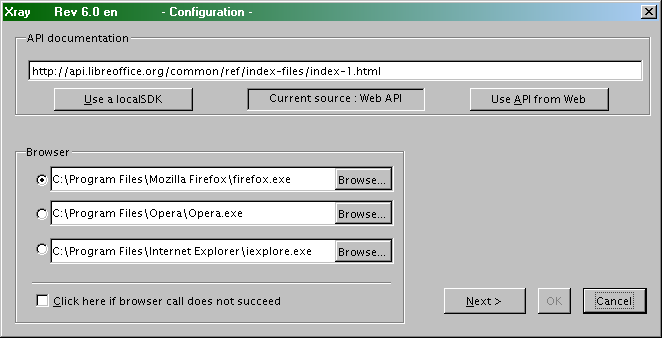 Xray Rev 6.0 en - Configuration -
API documentation
http://api.libreoffice.org/common/ref/index-files/index-1.html
Use a localSDK
Current source : Web API
Use API from Web
Browser
C:\Program Files\Mozilla Firefox\firefox.exe Browse...
C:\Program Files\Opera\Opera.exe Browse...
C:\Program Files\Internet Explorer\iexplore.exe Browse...
Click here if browser call does not succeed
Next >
OK
Cancel